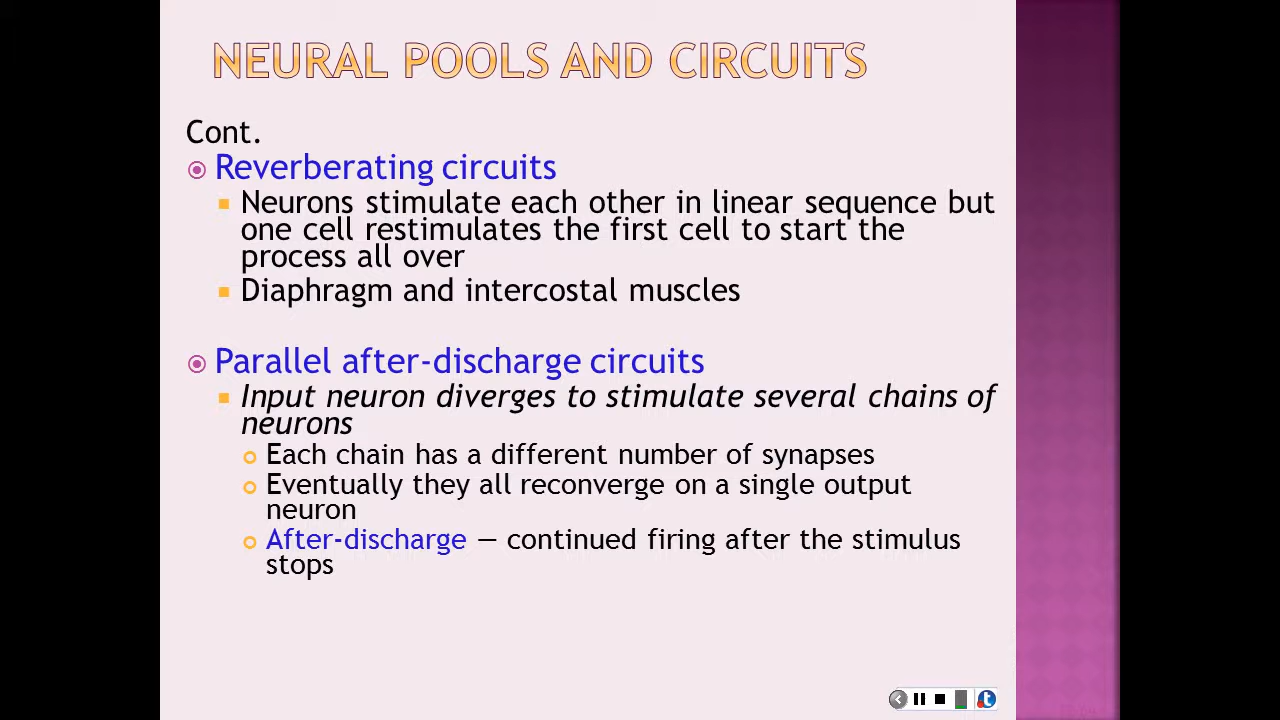 NEURAL POOLS AND CIRCUITS
Cont.
Reverberating circuits
Neurons stimulate each other in linear sequence but
one cell restimulates the first cell to start the
process all over
Diaphragm and intercostal muscles
Parallel after-discharge circuits
Input neuron diverges to stimulate several chains of
neurons
Each chain has a different number of synapses
Eventually they all reconverge on a single output
neuron
After-discharge — continued firing after the stimulus
stops
t